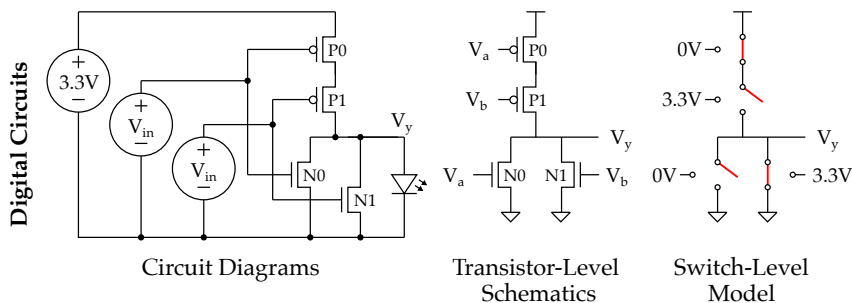 Digital Circuits
3.3V
+
−
V_in
+
−
V_in
+
−
P0
P1
V_y
N0
N1
Circuit Diagrams
V_a
P0
V_b
P1
V_y
V_a
N0
N1
V_b
Transistor-Level
Schematics
0V
3.3V
V_y
0V
3.3V
Switch-Level
Model